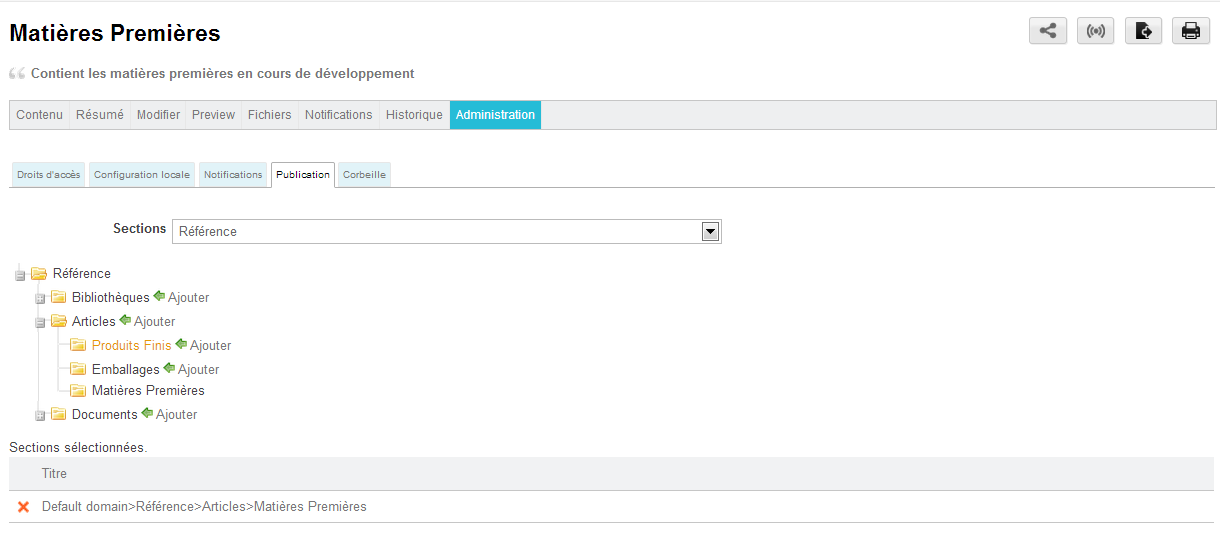 Matières Premières
Contient les matières premières en cours de développement
Contenu Résumé Modifier Preview Fichiers Notifications Historique Administration
Droits d'accès Configuration locale Notifications Publication Corbeille
Sections Référence
Référence
Bibliothèques Ajouter
Articles Ajouter
Produits Finis Ajouter
Emballages Ajouter
Matières Premières
Documents Ajouter
Sections sélectionnées.
Titre
Default domain>Référence>Articles>Matières Premières